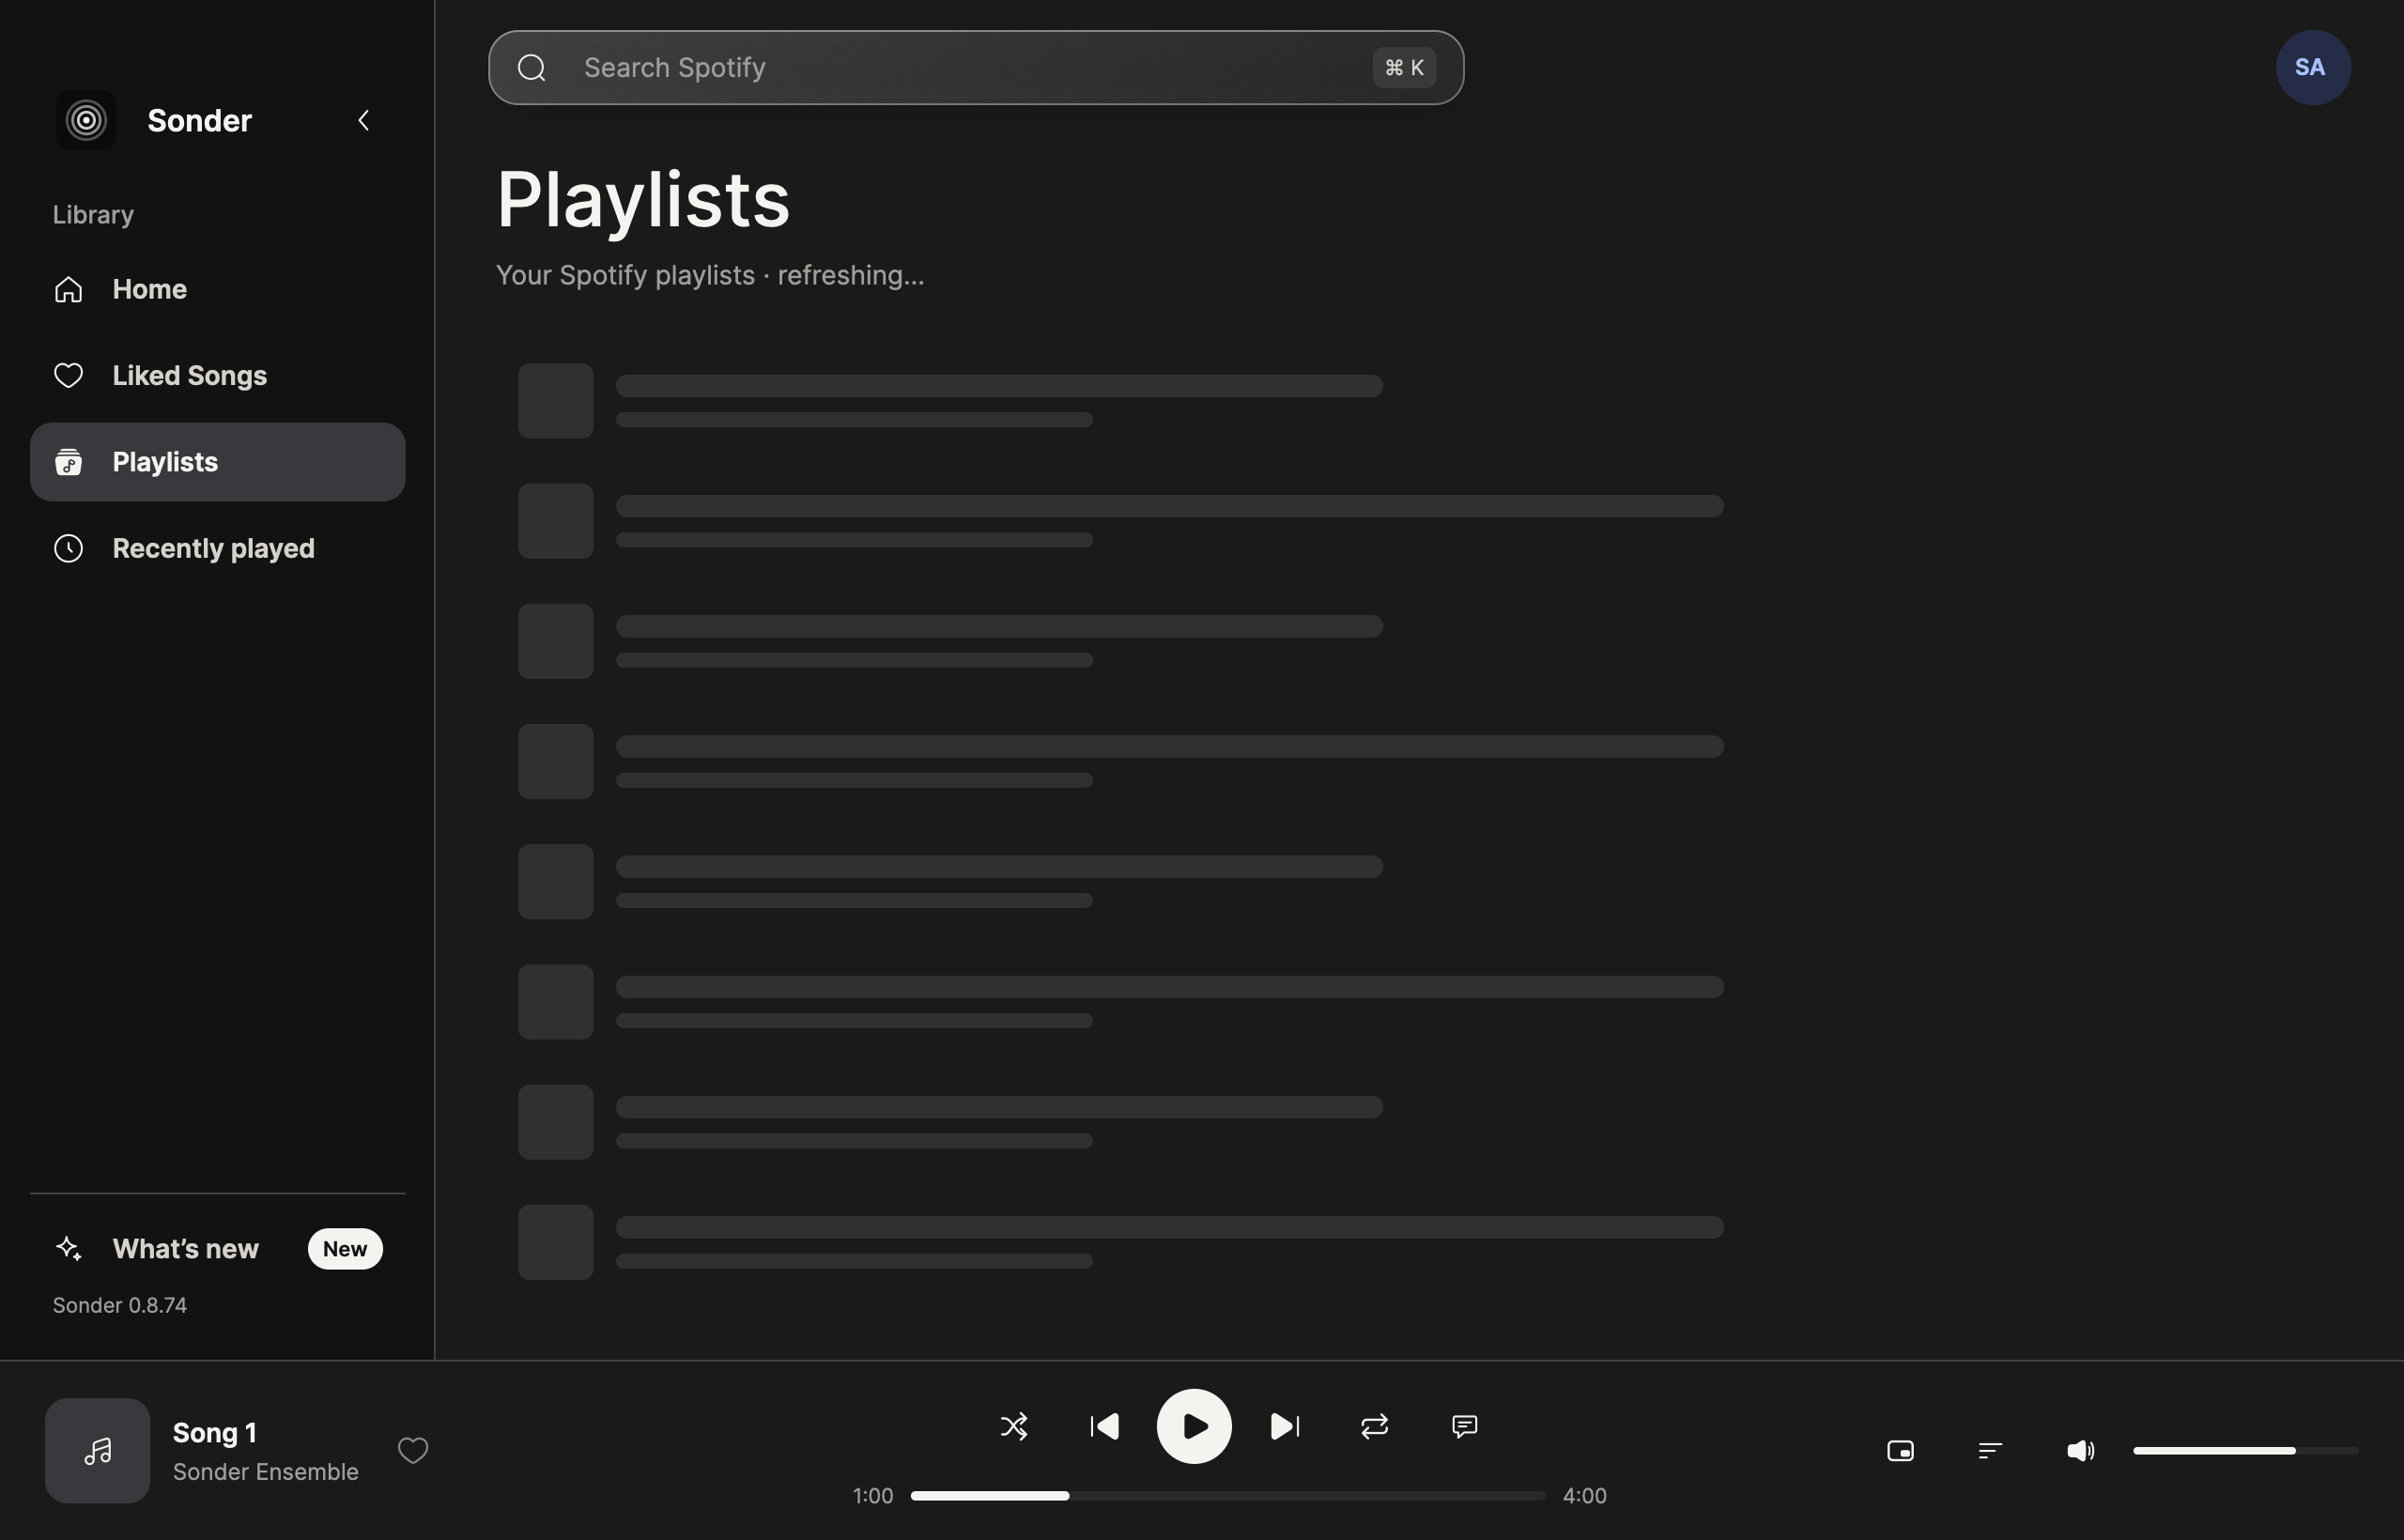 Search Spotify
⌘ K
SA
Sonder
Library
Home
Liked Songs
Playlists
Recently played
Playlists
Your Spotify playlists · refreshing...
What’s new
New
Sonder 0.8.74
Song 1
Sonder Ensemble
1:00
4:00